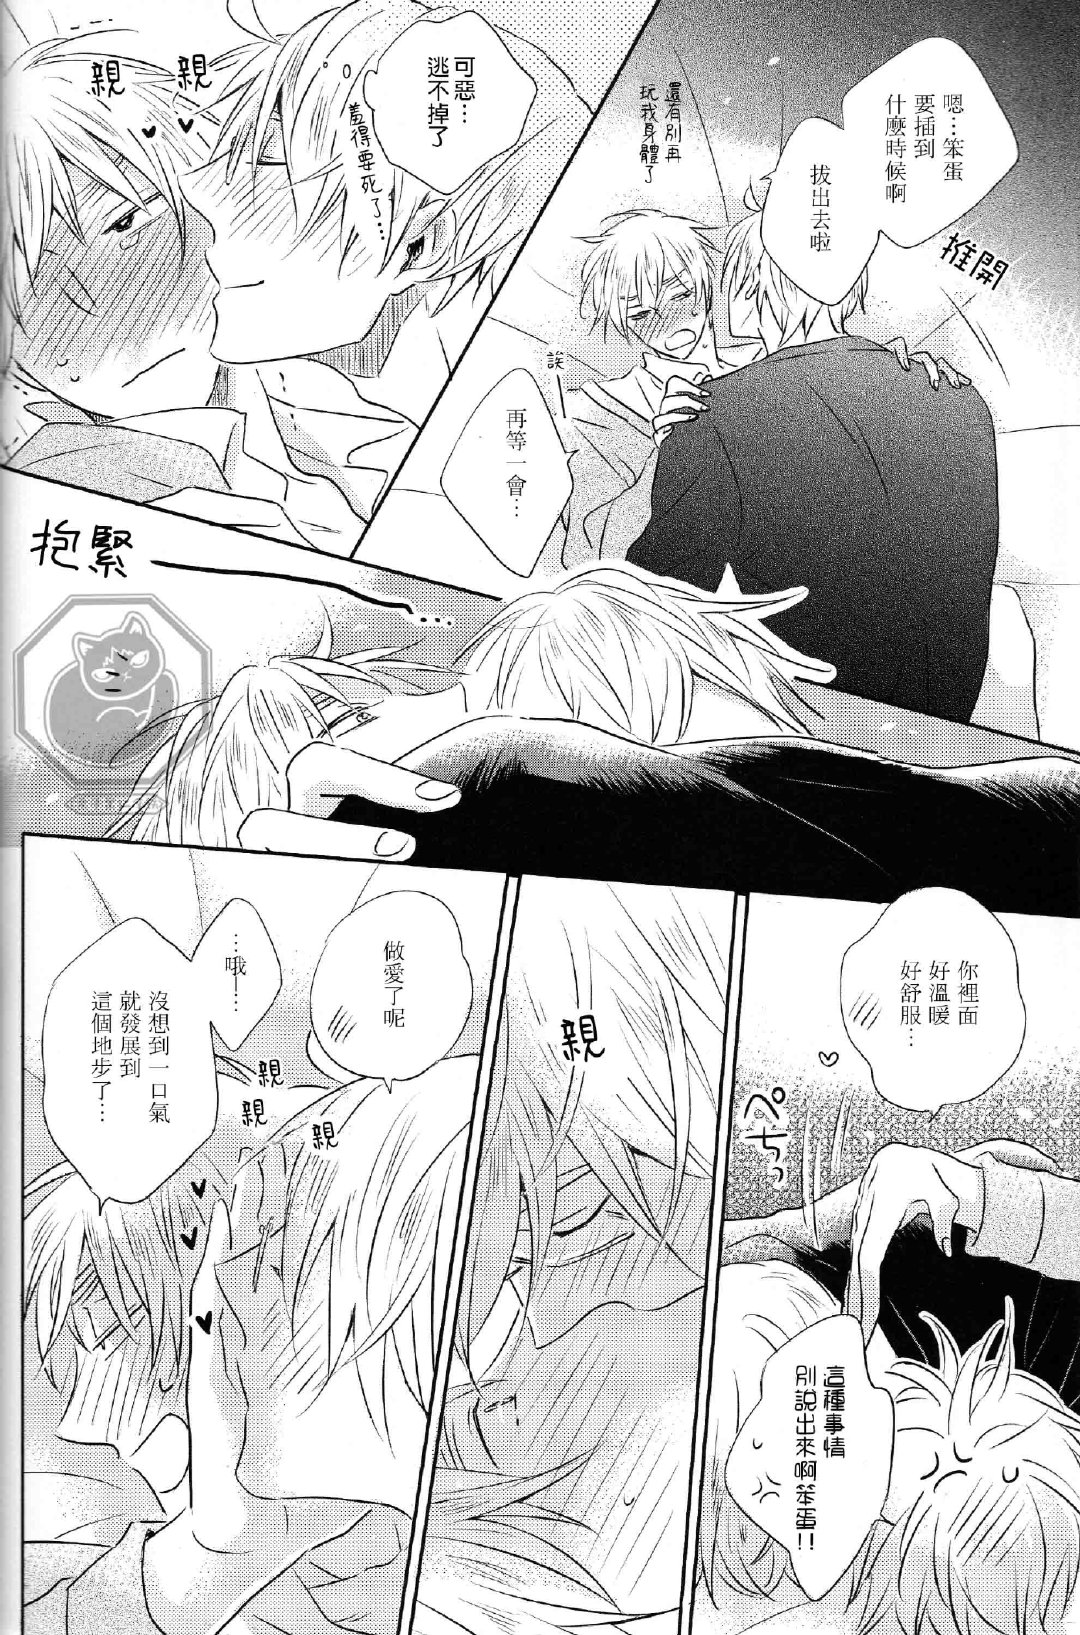 嗯…笨蛋
要插到
什麼時候啊
拔出去啦
推開
還有別再
玩我身體了
誒
再等一會…
可惡…
逃不掉了
羞得要死了…
親
親
抱緊
你裡面
好溫暖
好舒服…
ぺちっ
這種事情
別說出來啊笨蛋!!
親
做愛了呢
…哦…
沒想到一口氣
就發展到
這個地步了…
親
親
親